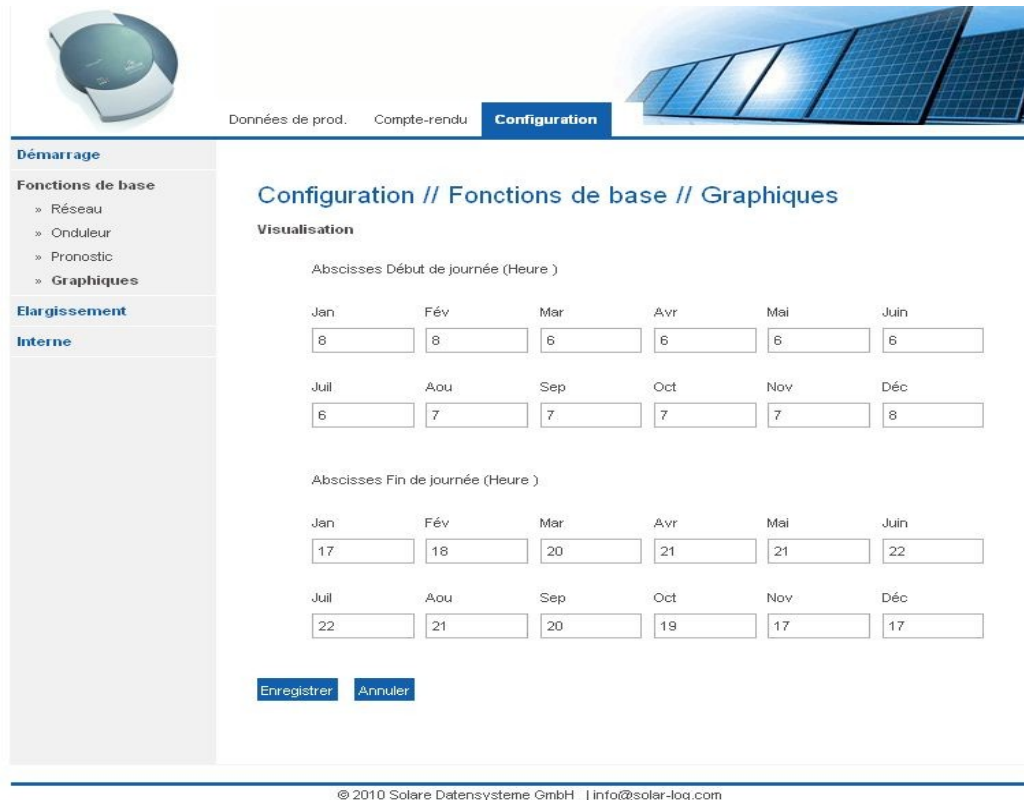 Données de prod. Compte-rendu Configuration
Démarrage
Fonctions de base
» Réseau
» Onduleur
» Pronostic
» Graphiques
Elargissement
Interne
Configuration // Fonctions de base // Graphiques
Visualisation
Abscisses Début de journée (Heure )
Jan Fév Mar Avr Mai Juin
8 8 6 6 6 6
Juil Aou Sep Oct Nov Déc
6 7 7 7 7 8
Abscisses Fin de journée (Heure )
Jan Fév Mar Avr Mai Juin
17 18 20 21 21 22
Juil Aou Sep Oct Nov Déc
22 21 20 19 17 17
Enregistrer Annuler
© 2010 Solare Datensysteme GmbH | info@solar-log.com